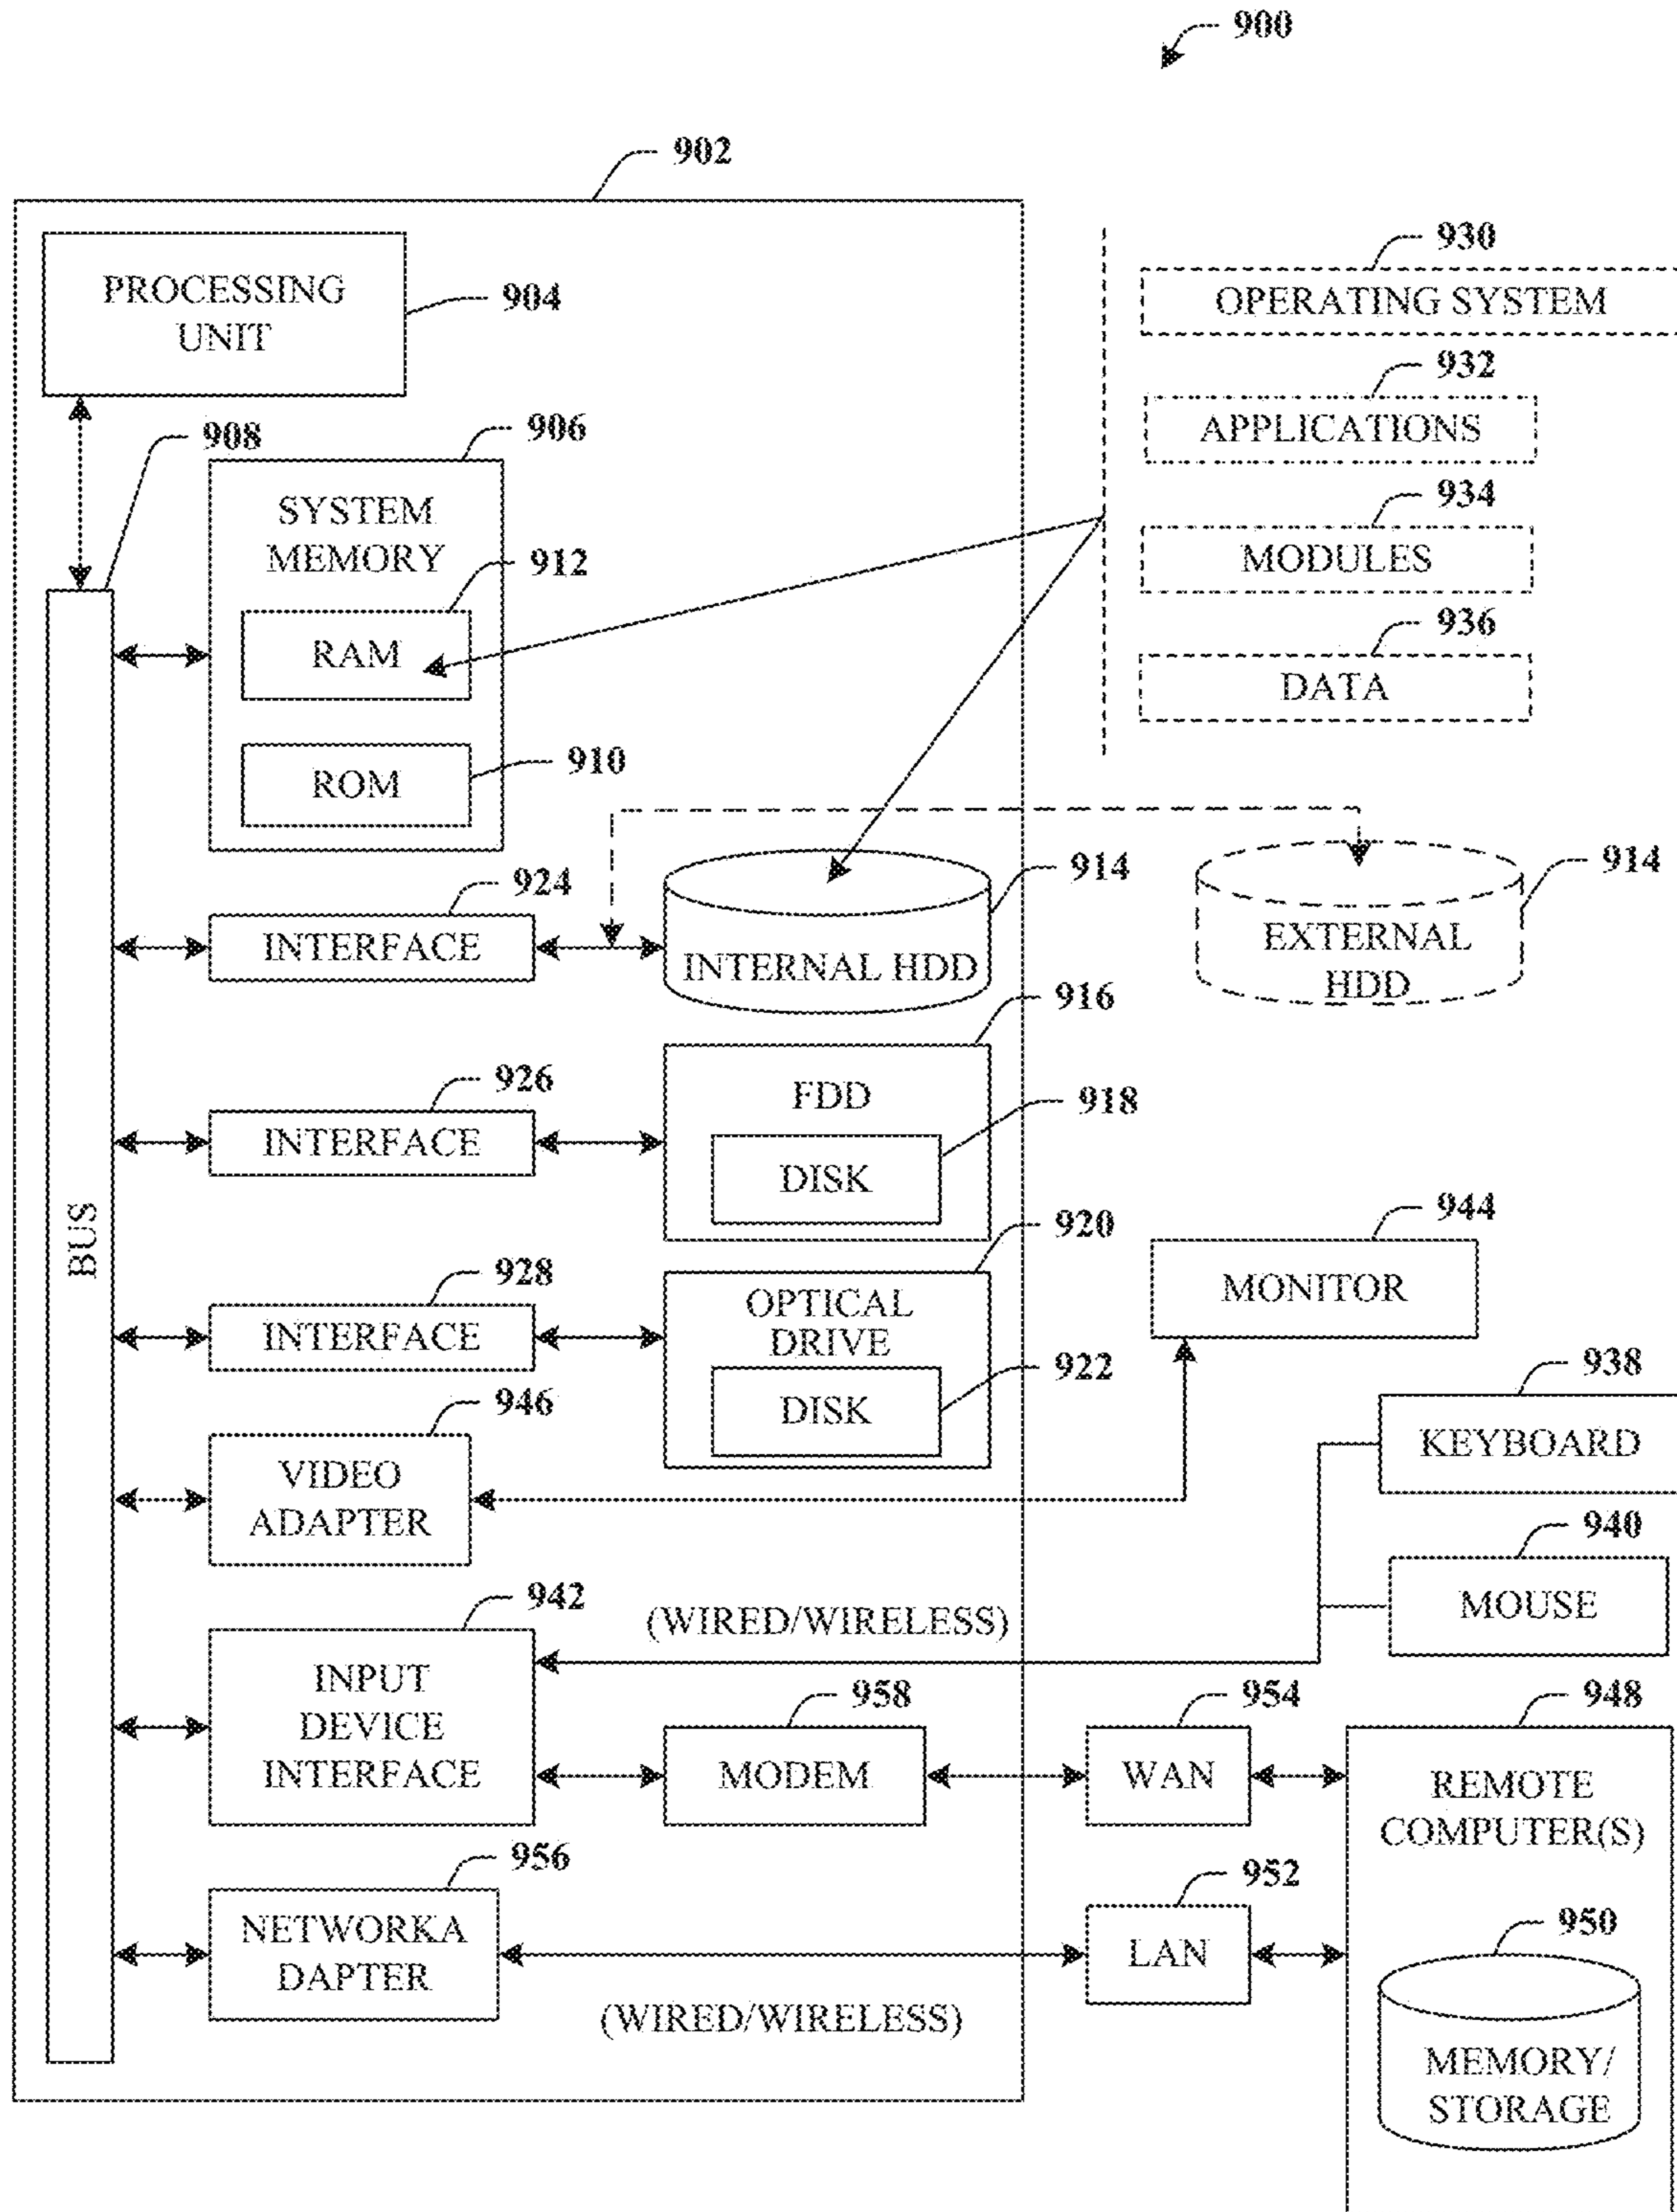 900
902
PROCESSING
UNIT
904
930
OPERATING SYSTEM
932
APPLICATIONS
934
MODULES
936
DATA
908
906
SYSTEM
MEMORY
912
RAM
910
ROM
BUS
924
INTERFACE
914
INTERNAL HDD
914
EXTERNAL
HDD
926
INTERFACE
916
FDD
918
DISK
928
INTERFACE
920
OPTICAL
DRIVE
922
DISK
944
MONITOR
946
VIDEO
ADAPTER
938
KEYBOARD
940
MOUSE
942
INPUT
DEVICE
INTERFACE
(WIRED/WIRELESS)
958
MODEM
954
WAN
948
REMOTE
COMPUTER(S)
956
NETWORKA
DAPTER
(WIRED/WIRELESS)
952
LAN
950
MEMORY/
STORAGE